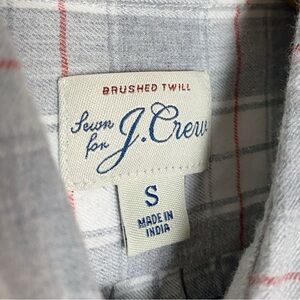 BRUSHED TWILL
Sewn
for J.Crew
S
MADE IN
INDIA